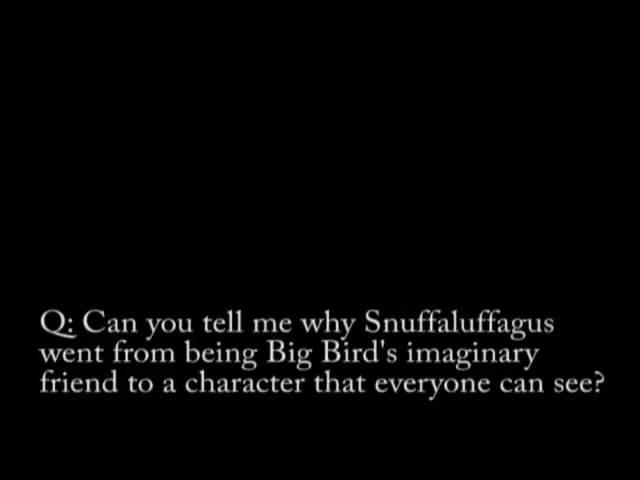 Q: Can you tell me why Snuffaluffagus
went from being Big Bird's imaginary
friend to a character that everyone can see?